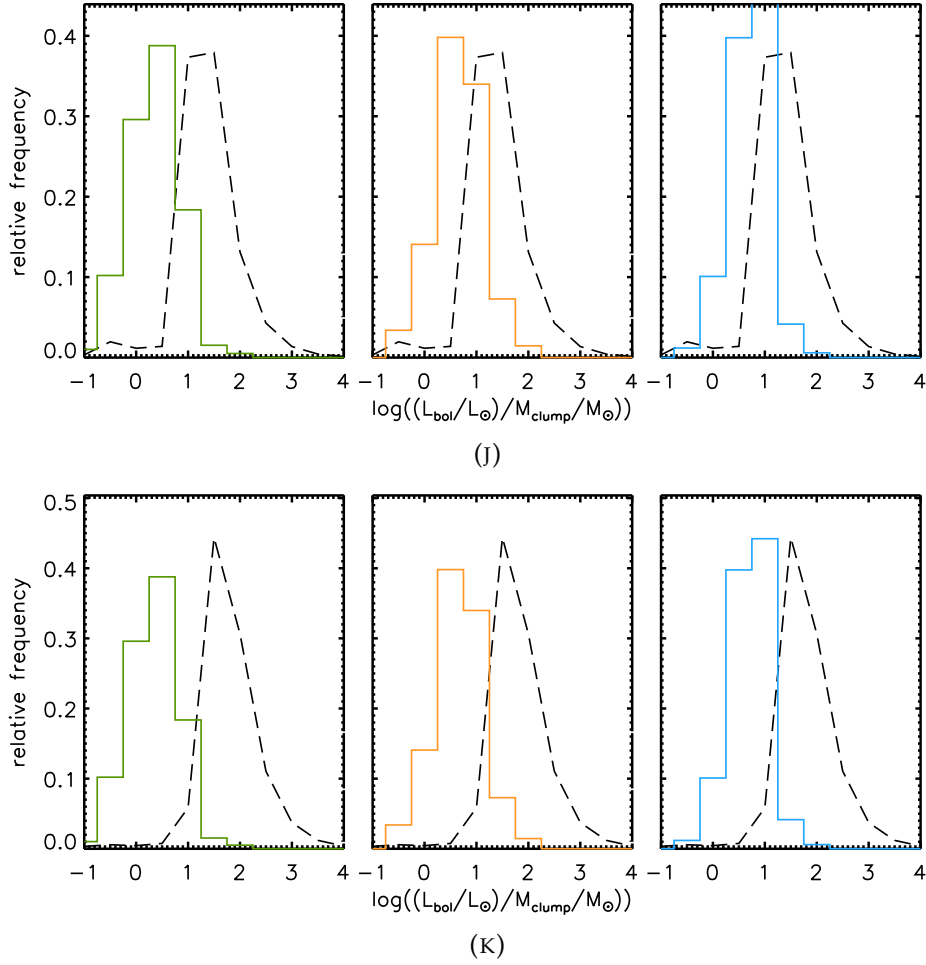 0.4
0.3
0.2
0.1
0.0
relative frequency
−1 0 1 2 3 4 −1 0 1 2 3 4 −1 0 1 2 3 4
log((L_bol/L_⊙)/M_clump/M_⊙))
(J)
0.5
0.4
0.3
0.2
0.1
0.0
relative frequency
−1 0 1 2 3 4 −1 0 1 2 3 4 −1 0 1 2 3 4
log((L_bol/L_⊙)/M_clump/M_⊙))
(K)